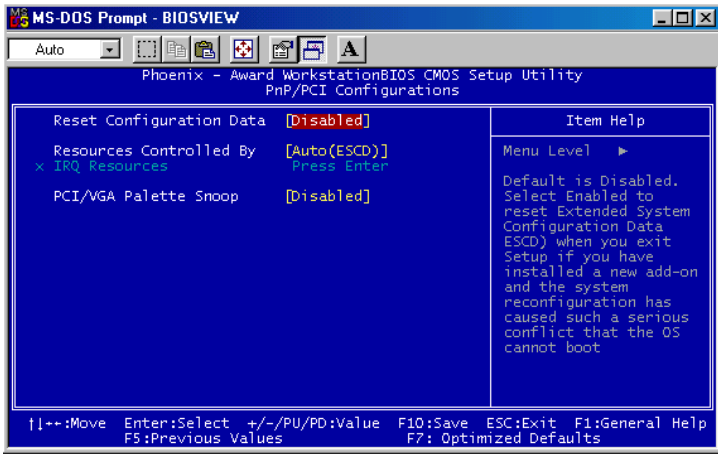 MS-DOS Prompt - BIOSVIEW
Auto
A
Phoenix - Award WorkstationBIOS CMOS Setup Utility
PnP/PCI Configurations
Reset Configuration Data [Disabled]
Resources Controlled By [Auto(ESCD)]
x IRQ Resources Press Enter
PCI/VGA Palette Snoop [Disabled]
Item Help
Menu Level ►
Default is Disabled.
Select Enabled to
reset Extended System
Configuration Data
ESCD) when you exit
Setup if you have
installed a new add-on
and the system
reconfiguration has
caused such a serious
conflict that the OS
cannot boot
↑↓←→:Move Enter:Select +/-/PU/PD:Value F10:Save ESC:Exit F1:General Help
F5:Previous Values F7: Optimized Defaults